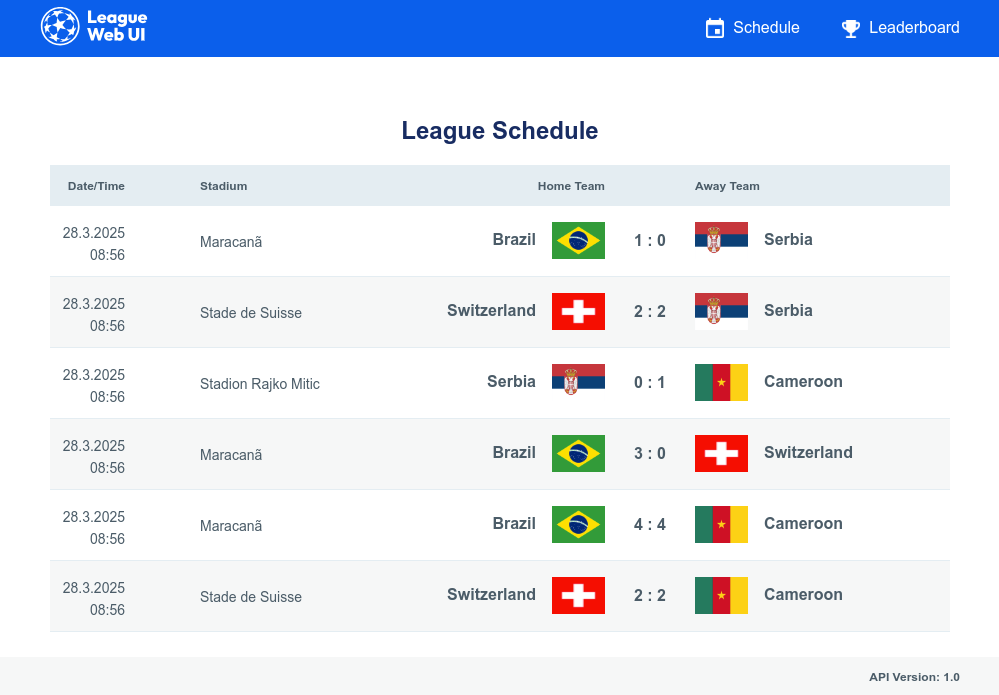 League
Web UI
Schedule
Leaderboard
League Schedule
Date/Time Stadium Home Team Away Team
28.3.2025
08:56
Maracanã
Brazil 1 : 0 Serbia
28.3.2025
08:56
Stade de Suisse
Switzerland 2 : 2 Serbia
28.3.2025
08:56
Stadion Rajko Mitic
Serbia 0 : 1 Cameroon
28.3.2025
08:56
Maracanã
Brazil 3 : 0 Switzerland
28.3.2025
08:56
Maracanã
Brazil 4 : 4 Cameroon
28.3.2025
08:56
Stade de Suisse
Switzerland 2 : 2 Cameroon
API Version: 1.0